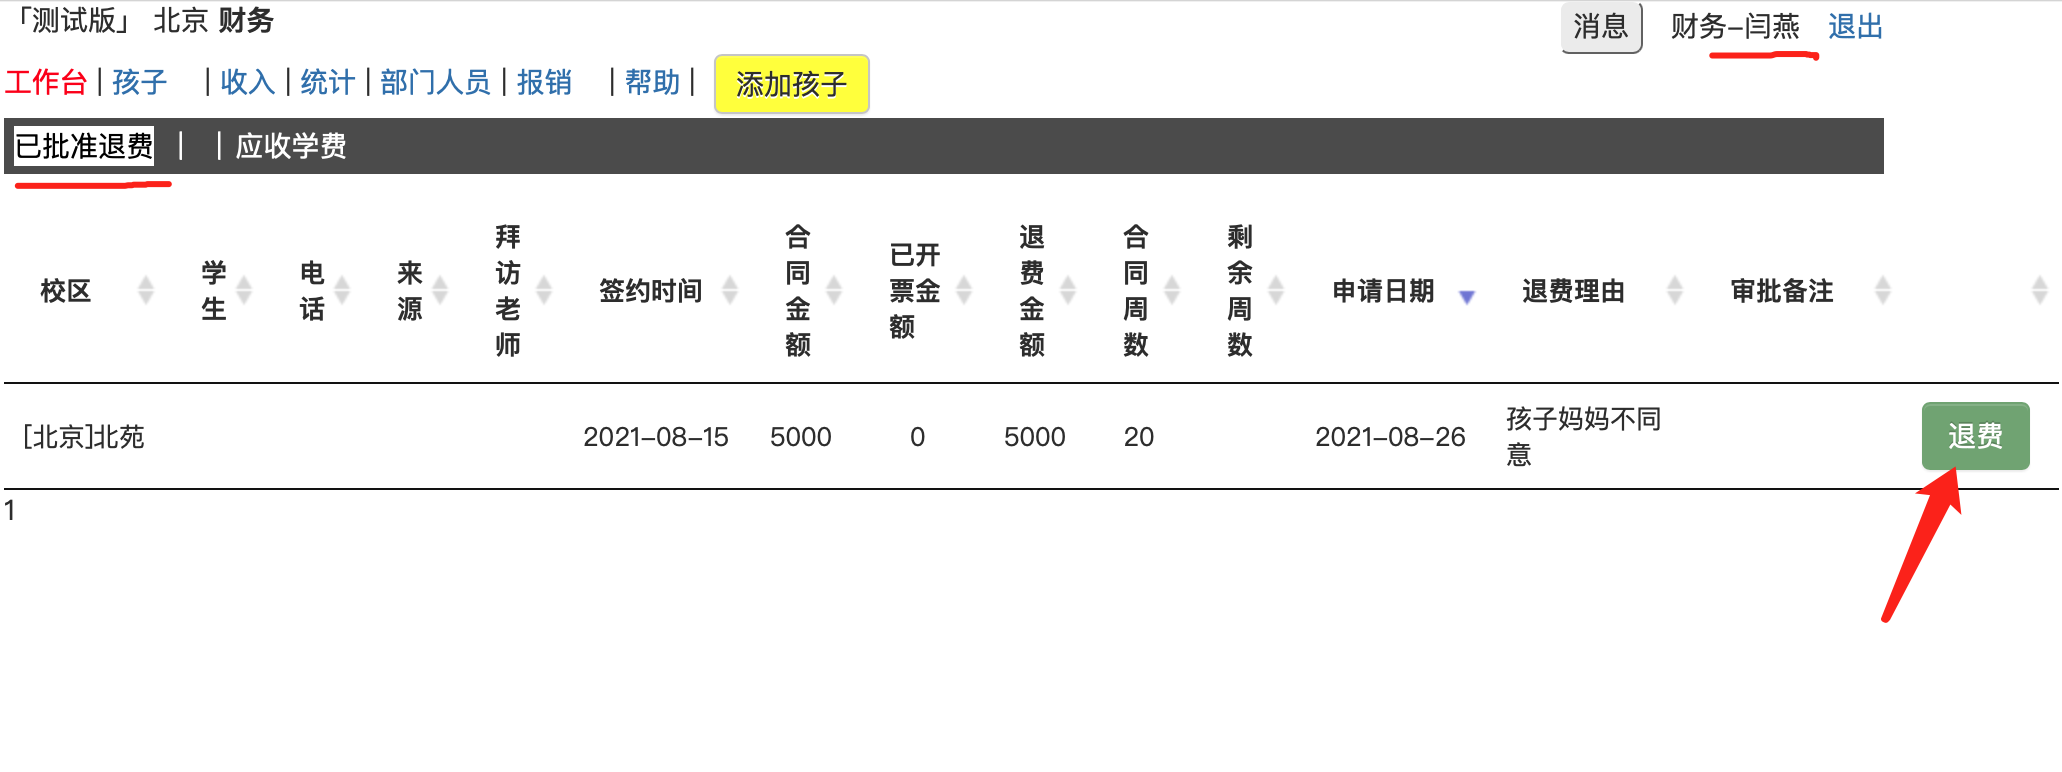 「测试版」 北京 财务 消息 财务-闫燕 退出
工作台 | 孩子 | 收入 | 统计 | 部门人员 | 报销 | 帮助 | 添加孩子
已批准退费 | | 应收学费
校区 学生 电话 来源 拜访老师 签约时间 合同金额 已开票金额 退费金额 合同周数 剩余周数 申请日期 退费理由 审批备注
[北京]北苑 2021-08-15 5000 0 5000 20 2021-08-26 孩子妈妈不同意 退费
1